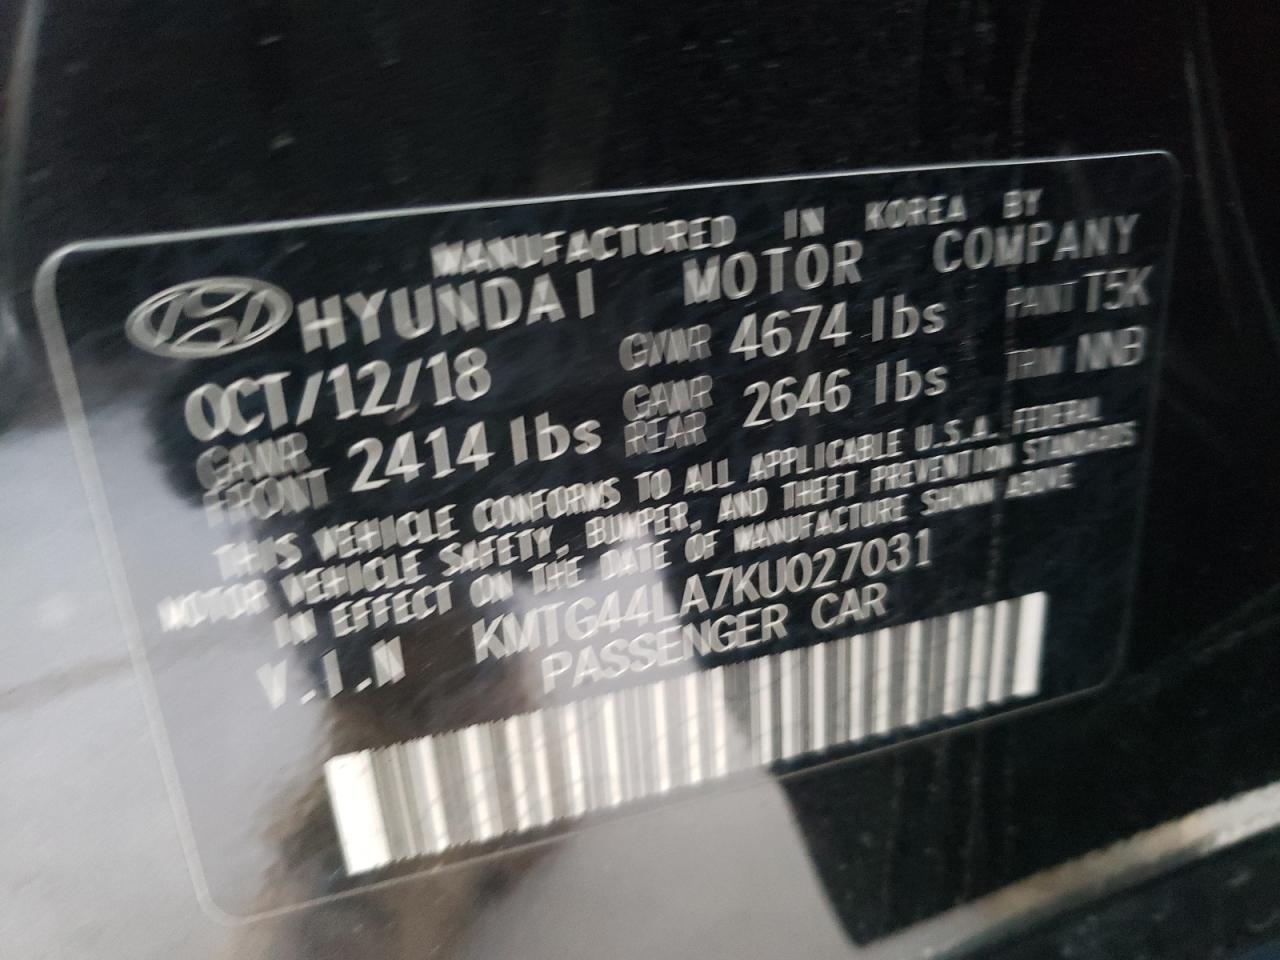 MANUFACTURED IN KOREA BY
HYUNDAI MOTOR COMPANY
OCT/12/18 GVWR 4674 lbs PAINT T5K
GAWR FRONT 2414 lbs GAWR REAR 2646 lbs TRIM NNB
THIS VEHICLE CONFORMS TO ALL APPLICABLE U.S.A. FEDERAL
MOTOR VEHICLE SAFETY, BUMPER, AND THEFT PREVENTION STANDARDS
IN EFFECT ON THE DATE OF MANUFACTURE SHOWN ABOVE
V.I.N KMTG44LA7KU027031
PASSENGER CAR